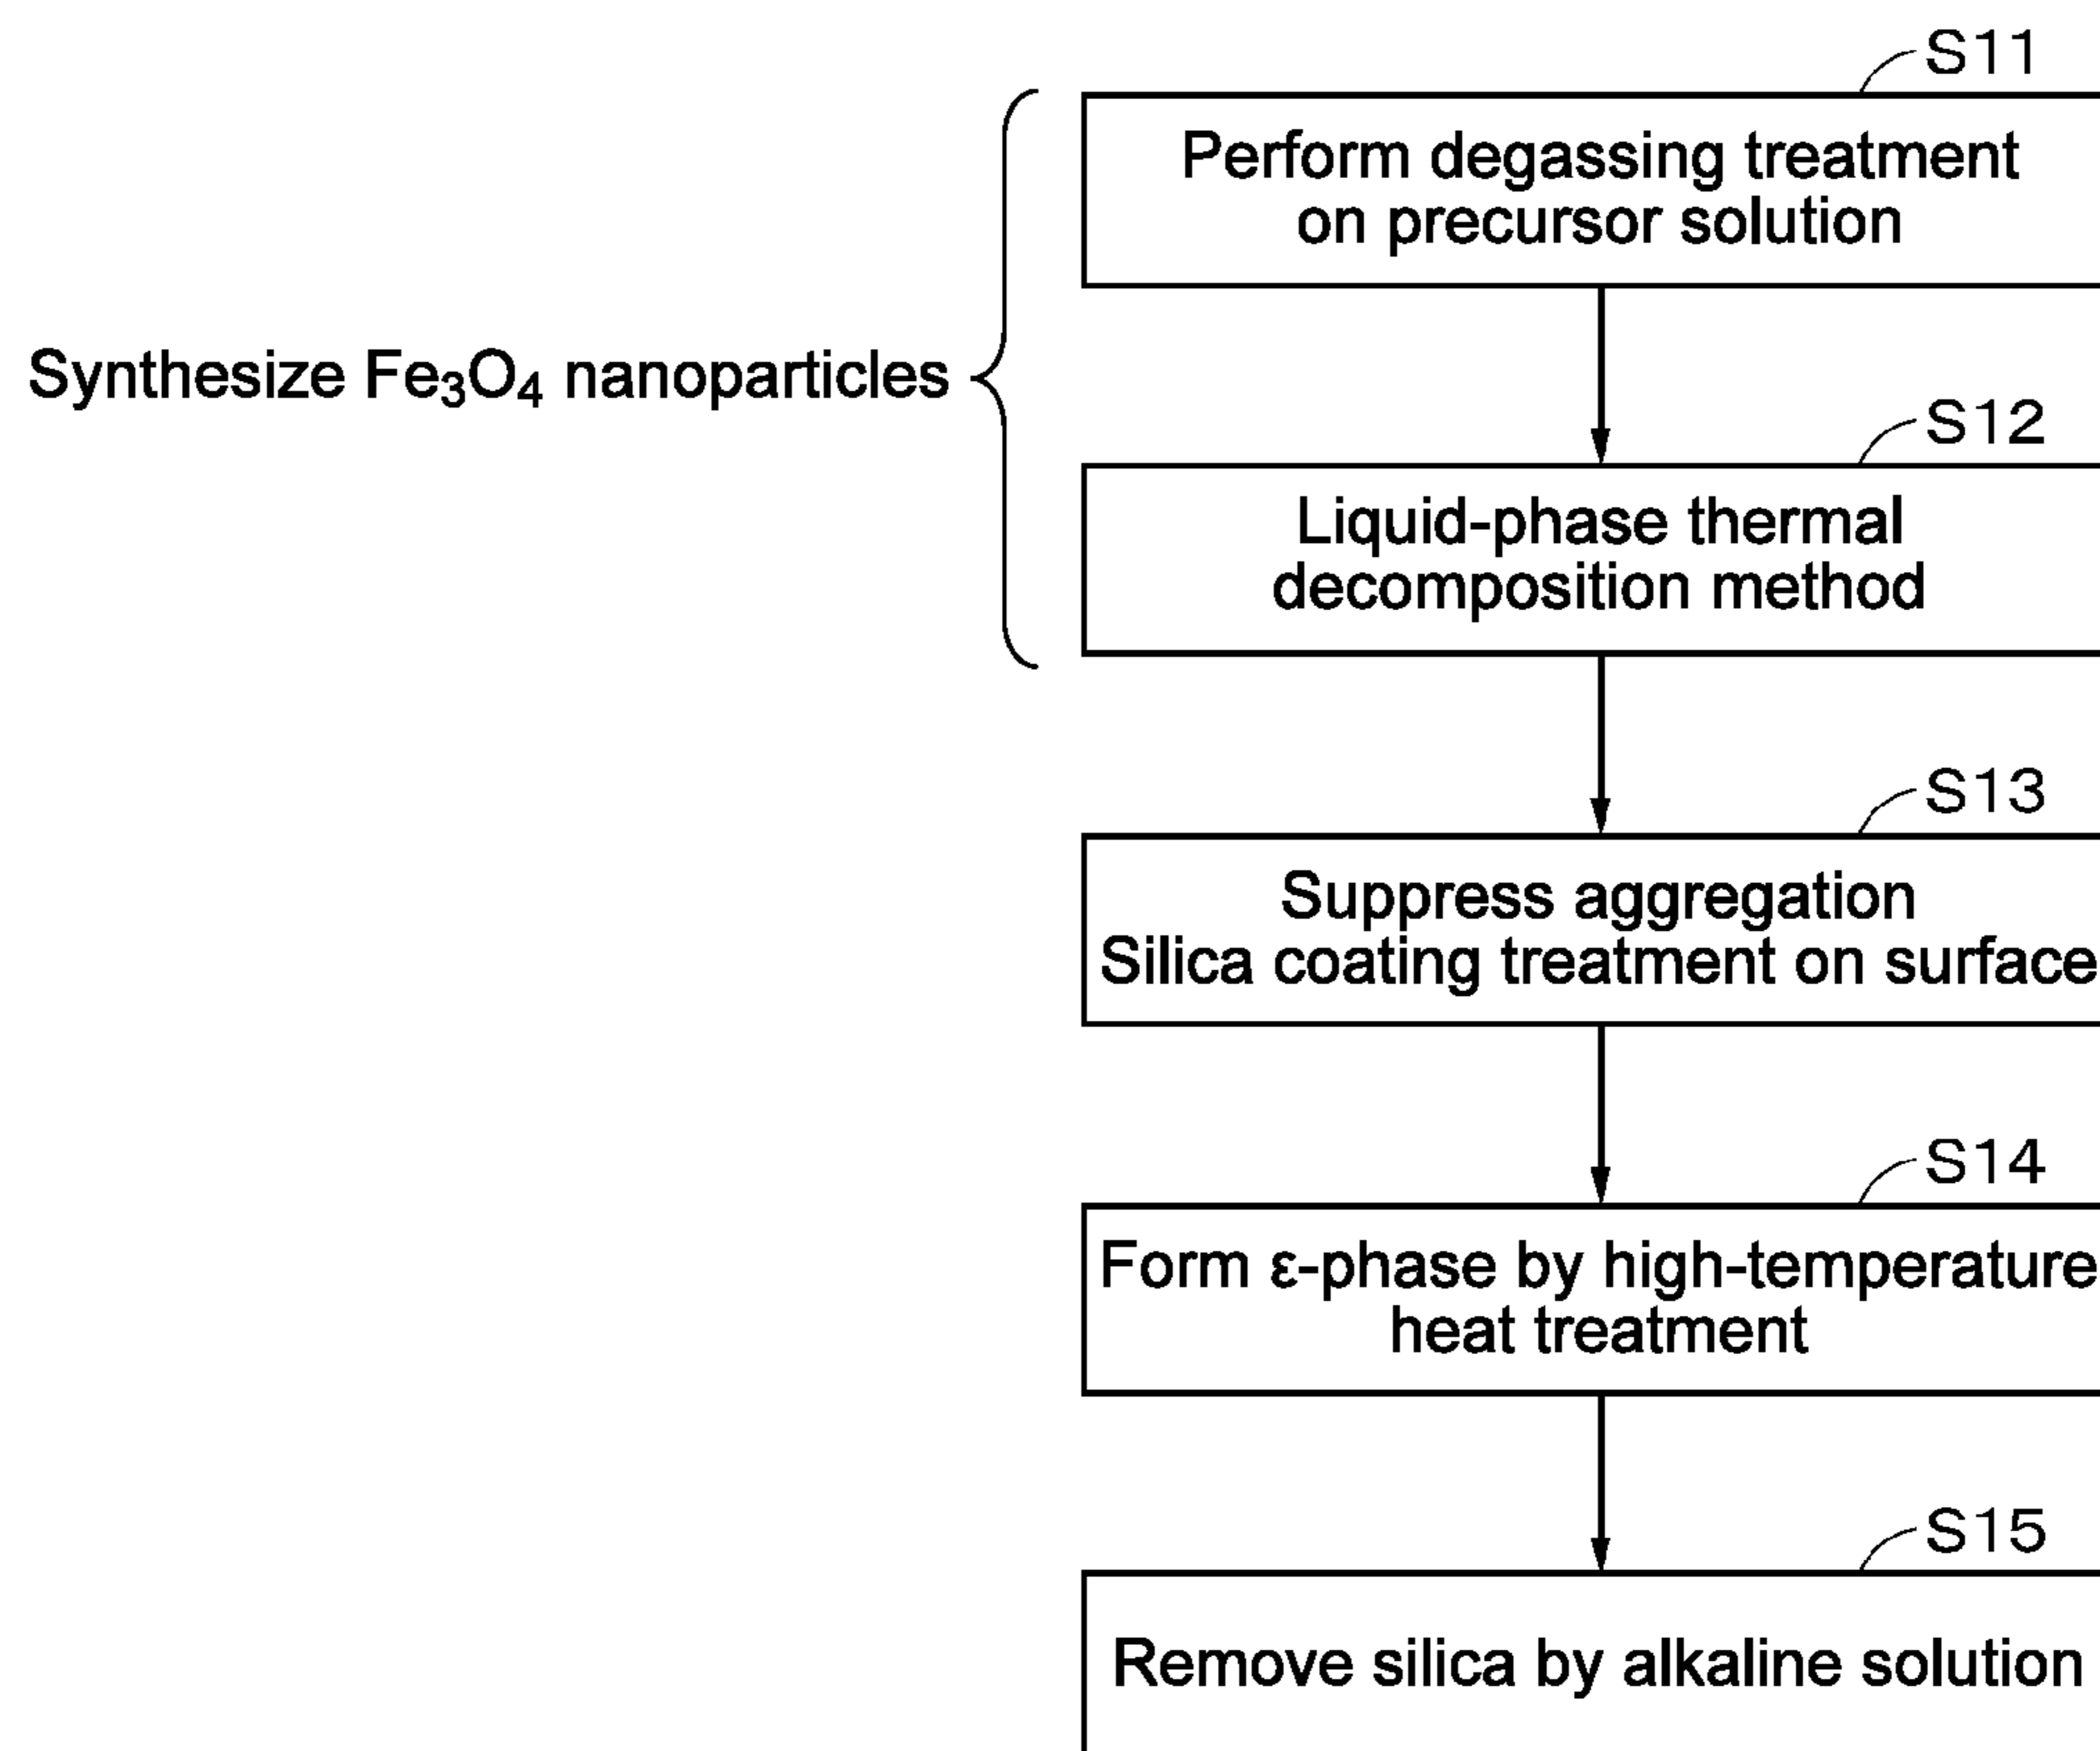 S11
Perform degassing treatment
on precursor solution
Synthesize Fe₃O₄ nanoparticles
S12
Liquid-phase thermal
decomposition method
S13
Suppress aggregation
Silica coating treatment on surface
S14
Form ε-phase by high-temperature
heat treatment
S15
Remove silica by alkaline solution